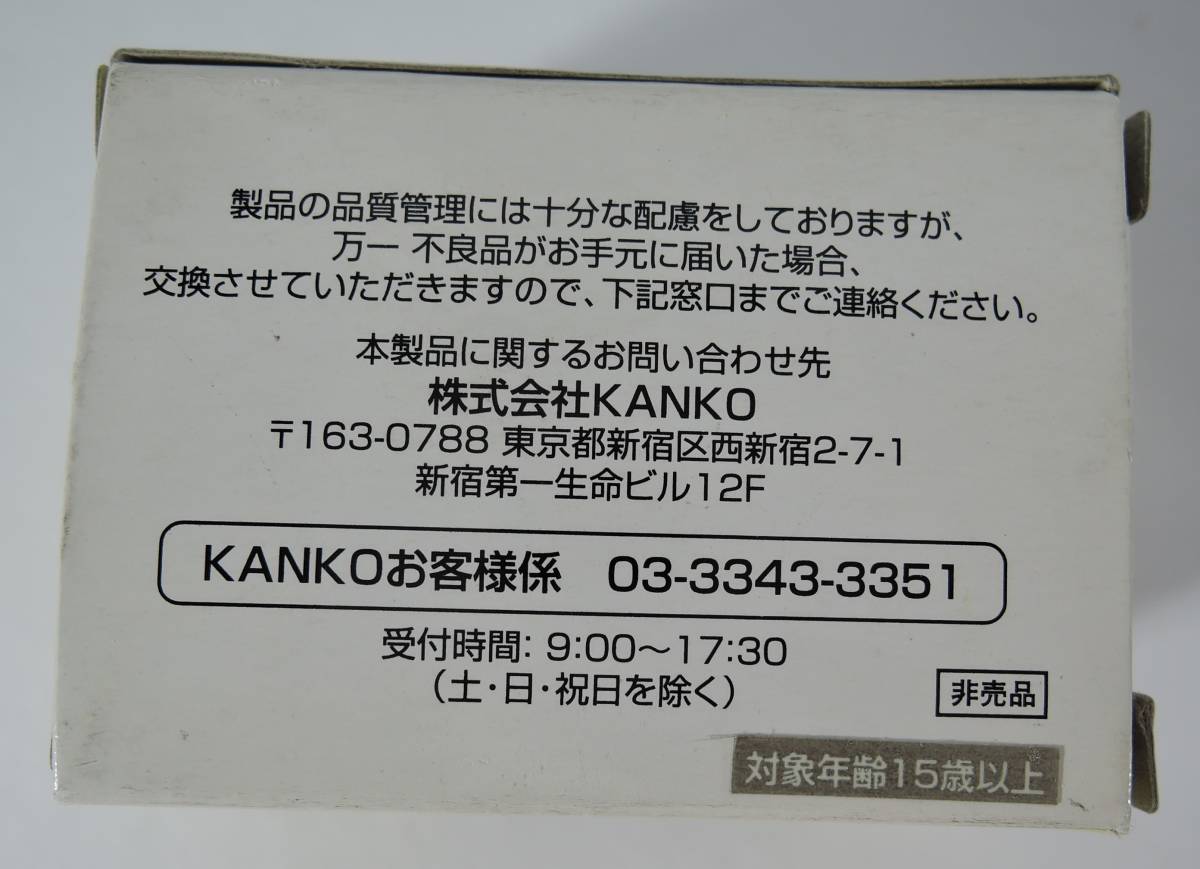 製品の品質管理には十分な配慮をしておりますが、
万一 不良品がお手元に届いた場合、
交換させていただきますので、下記窓口までご連絡ください。
本製品に関するお問い合わせ先
株式会社KANKO
〒163-0788 東京都新宿区西新宿2-7-1
新宿第一生命ビル12F
KANKOお客様係 03-3343-3351
受付時間: 9:00～17:30
(土・日・祝日を除く)
非売品
対象年齢15歳以上